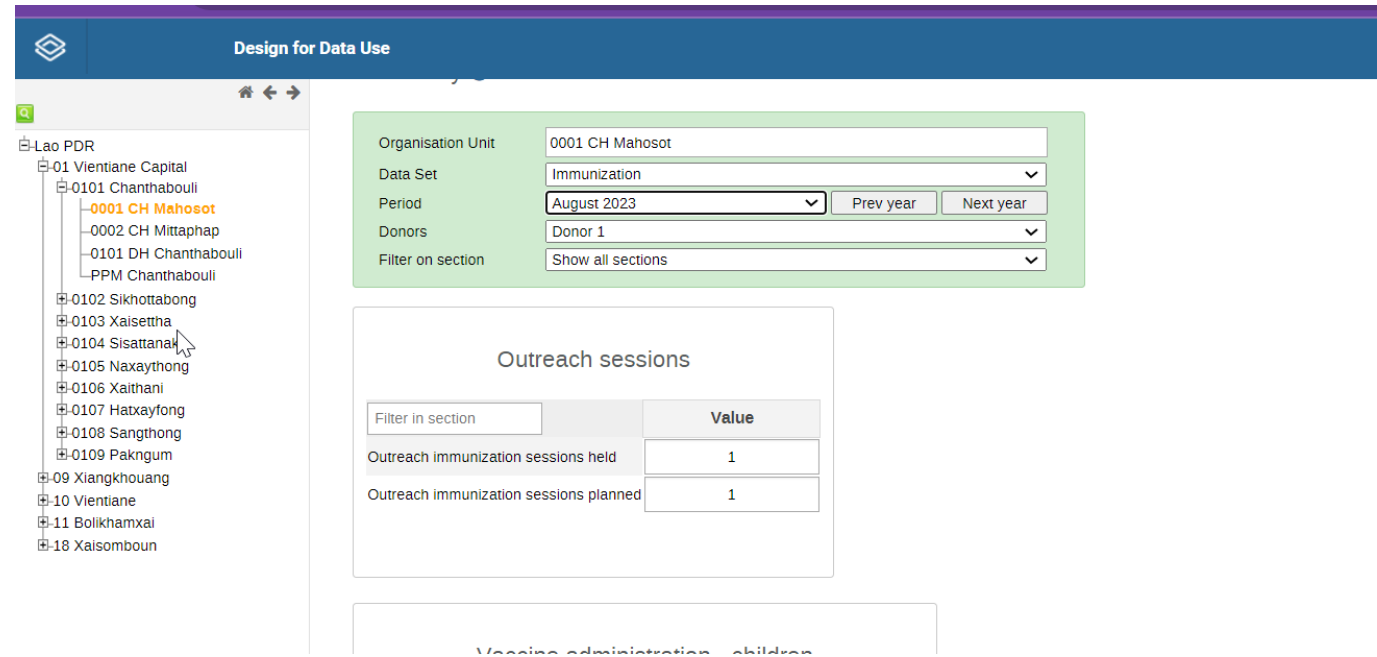 Design for Data Use
Lao PDR
01 Vientiane Capital
0101 Chanthabouli
0001 CH Mahosot
0002 CH Mittaphap
0101 DH Chanthabouli
PPM Chanthabouli
0102 Sikhottabong
0103 Xaisettha
0104 Sisattanak
0105 Naxaythong
0106 Xaithani
0107 Hatxayfong
0108 Sangthong
0109 Pakngum
09 Xiangkhouang
10 Vientiane
11 Bolikhamxai
18 Xaisomboun
Organisation Unit 0001 CH Mahosot
Data Set Immunization
Period August 2023 Prev year Next year
Donors Donor 1
Filter on section Show all sections
Outreach sessions
Filter in section Value
Outreach immunization sessions held 1
Outreach immunization sessions planned 1
Vaccine administration - children